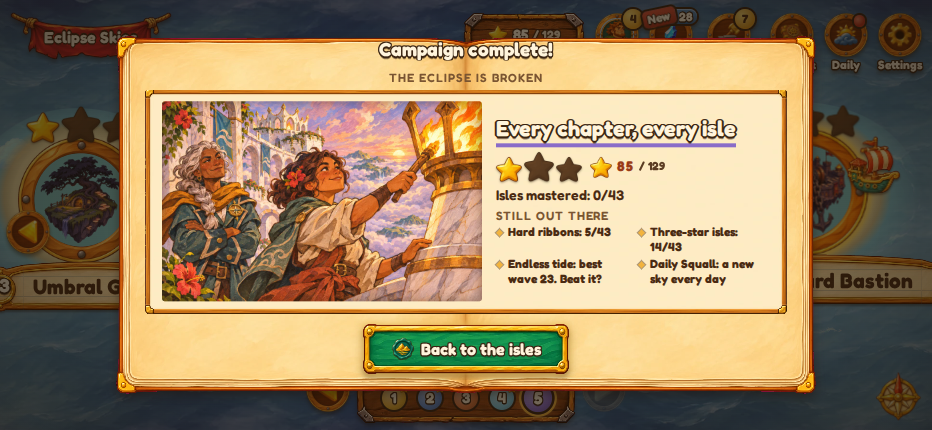 Eclipse
85 / 129
4
New
28
7
Daily
Settings
Campaign complete!
THE ECLIPSE IS BROKEN
Every chapter, every isle
85 / 129
Isles mastered: 0/43
STILL OUT THERE
Hard ribbons: 5/43
Three-star isles:
14/43
Endless tide: best
wave 23. Beat it?
Daily Squall: a new
sky every day
3
Umbral
Bastion
Back to the isles
1
2
3
4
5